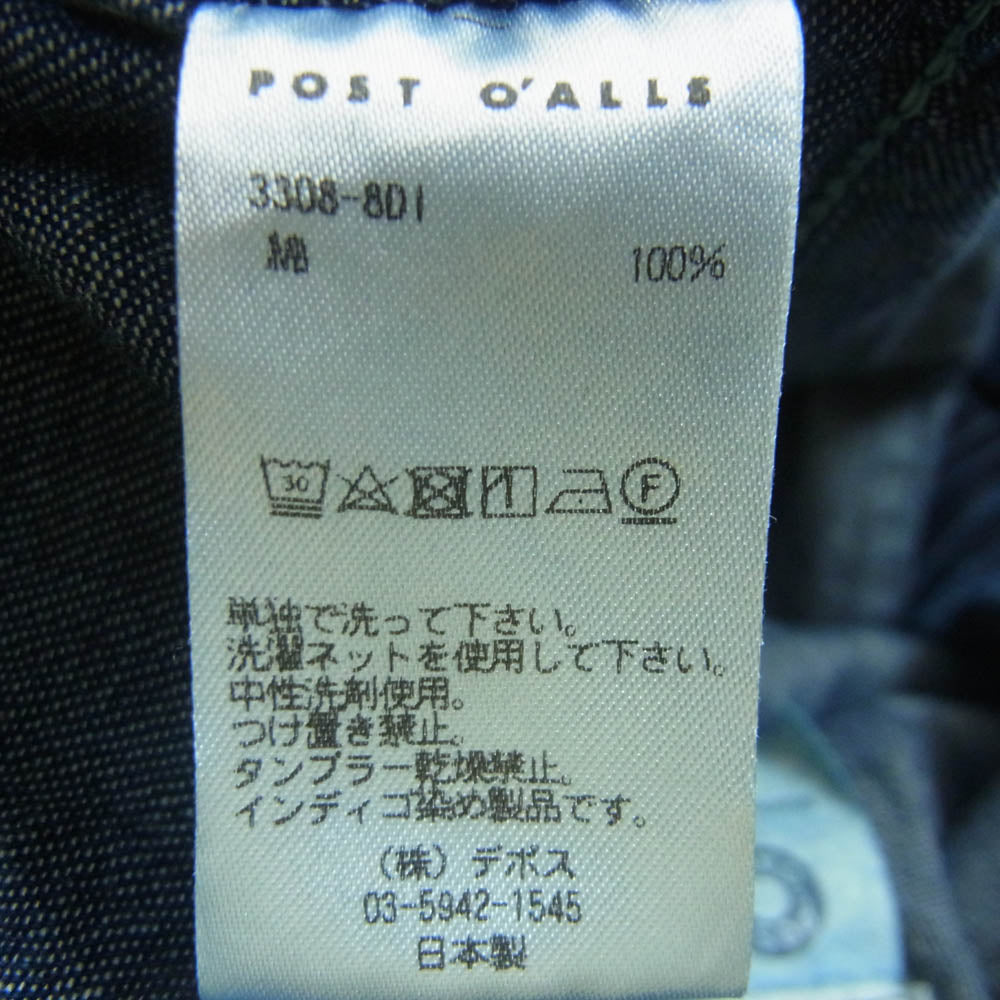 POST O'ALLS
3308-8DI
綿 100%
30 F
単独で洗って下さい。
洗濯ネットを使用して下さい。
中性洗剤使用。
つけ置き禁止。
タンブラー乾燥禁止。
インディゴ染め製品です。
(株)デポス
03-5942-1545
日本製